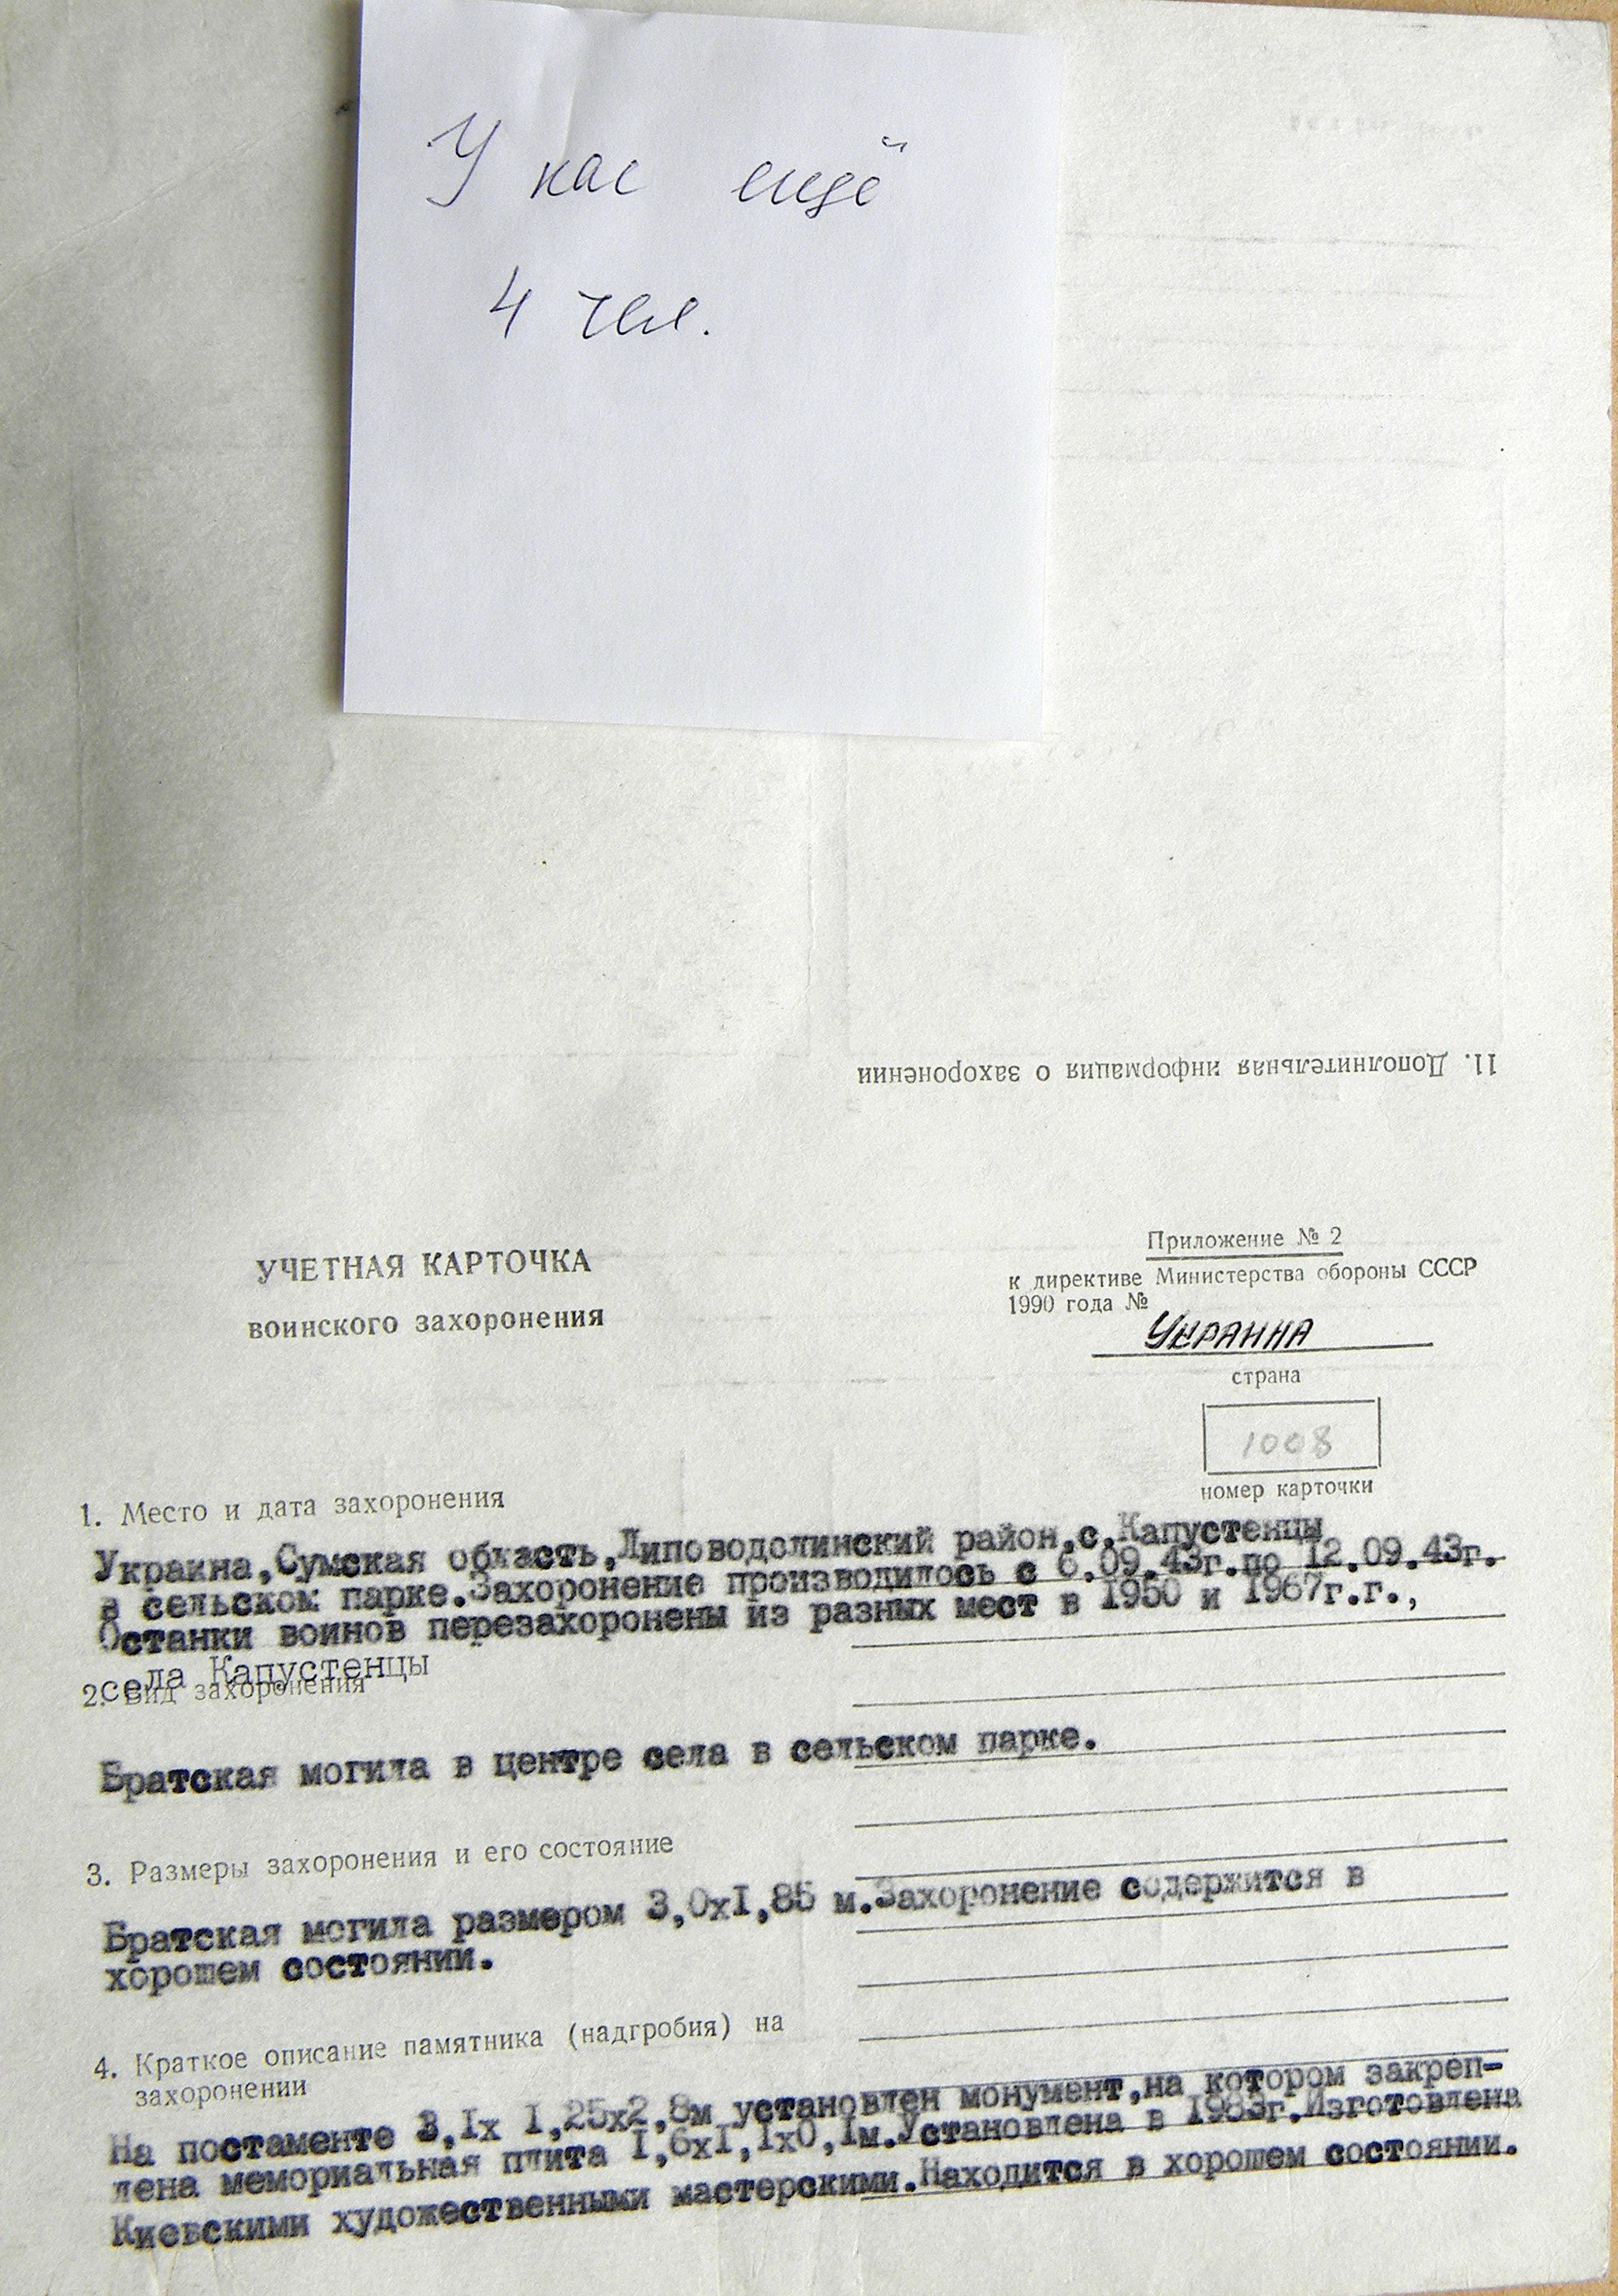 У нас ещё
4 чел.
11. Дополнительная информация о захоронении
УЧЕТНАЯ КАРТОЧКА
воинского захоронения
Приложение № 2
к директиве Министерства обороны СССР
1990 года №
УКРАИНА
страна
1008
номер карточки
1. Место и дата захоронения
Украина,Сумская область,Липоводолинский район,с.Капустенцы
в сельском парке.Захоронение производилось с 6.09.43г.по 12.09.43г.
Останки воинов перезахоронены из разных мест в 1950 и 1967г.г.,
села Капустенцы
2. Вид захоронения
Братская могила в центре села в сельском парке.
3. Размеры захоронения и его состояние
Братская могила размером 3,0х1,85 м.Захоронение содержится в
хорошем состоянии.
4. Краткое описание памятника (надгробия) на
захоронении
На постаменте 3,1х 1,25х2,8м установлен монумент,на котором закреп-
лена мемориальная плита 1,6х1,1х0,1м.Установлена в 1983г.Изготовлена
Киевскими художественными мастерскими.Находится в хорошем состоянии.